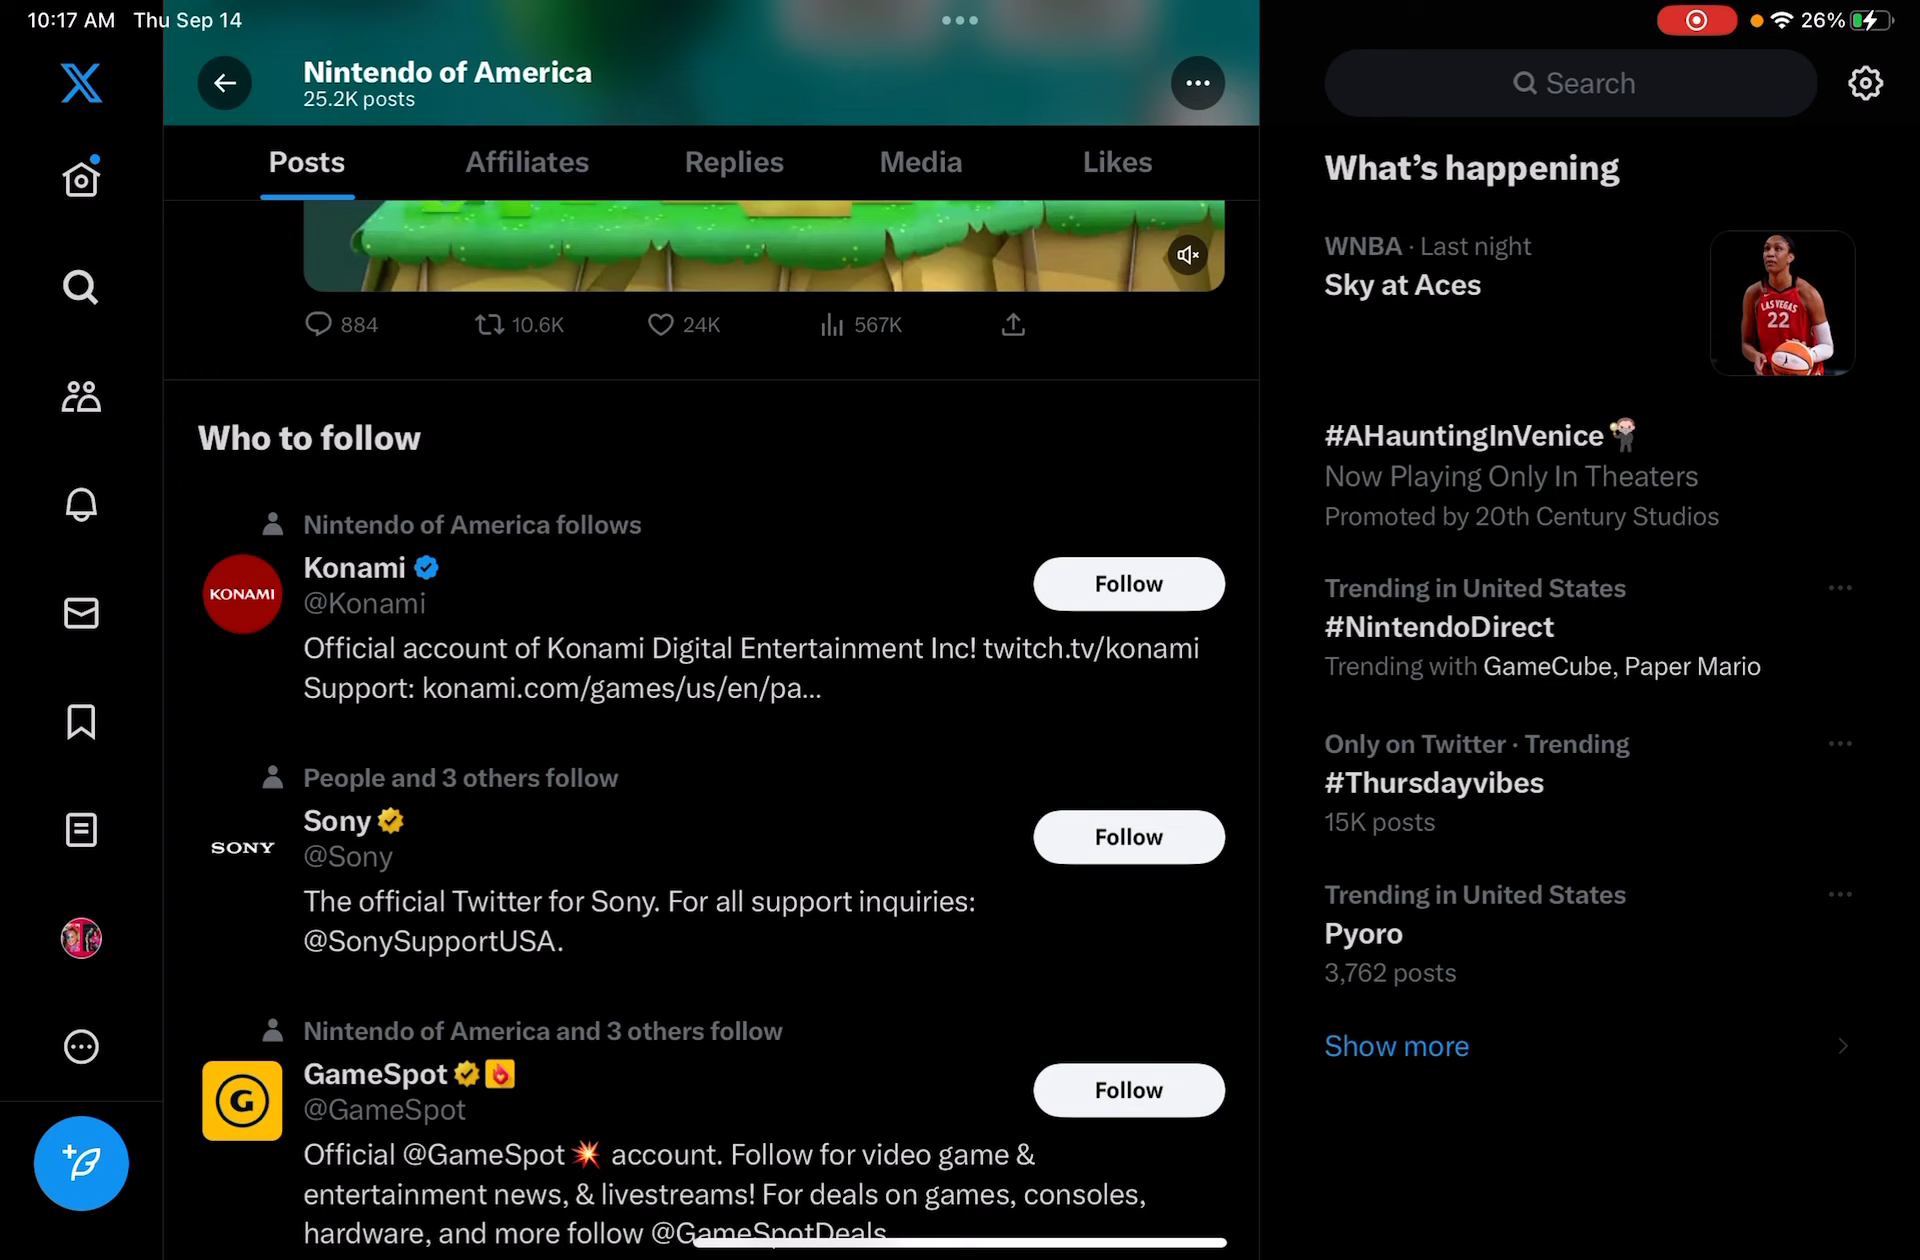 10:17 AM Thu Sep 14
26%
Nintendo of America
25.2K posts
Posts
Affiliates
Replies
Media
Likes
884
10.6K
24K
567K
Who to follow
Nintendo of America follows
KONAMI
Konami
@Konami
Follow
Official account of Konami Digital Entertainment Inc! twitch.tv/konami
Support: konami.com/games/us/en/pa...
People and 3 others follow
SONY
Sony
@Sony
Follow
The official Twitter for Sony. For all support inquiries:
@SonySupportUSA.
Nintendo of America and 3 others follow
G
GameSpot
@GameSpot
Follow
Official @GameSpot 💥 account. Follow for video game &
entertainment news, & livestreams! For deals on games, consoles,
hardware, and more follow @GameSpotDeals
Search
What’s happening
WNBA · Last night
Sky at Aces
LAS VEGAS
22
#AHauntingInVenice
Now Playing Only In Theaters
Promoted by 20th Century Studios
Trending in United States
#NintendoDirect
Trending with GameCube, Paper Mario
Only on Twitter · Trending
#Thursdayvibes
15K posts
Trending in United States
Pyoro
3,762 posts
Show more